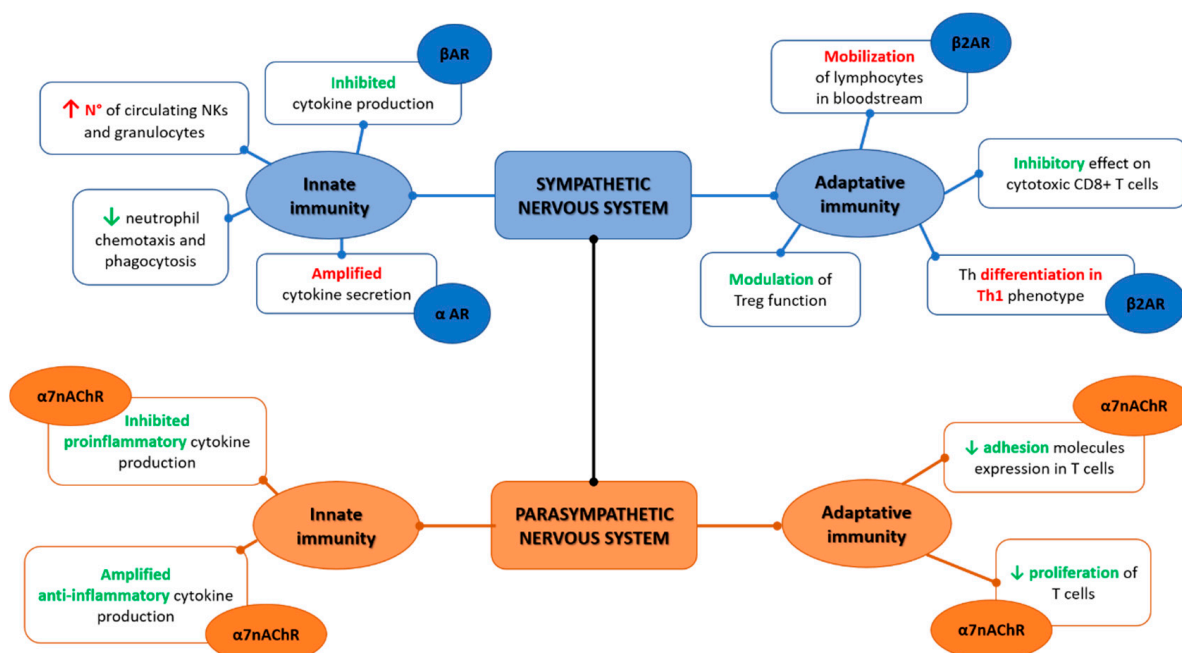 βAR
Inhibited
cytokine production
↑ N° of circulating NKs
and granulocytes
Innate
immunity
↓ neutrophil
chemotaxis and
phagocytosis
Amplified
cytokine secretion
α AR
SYMPATHETIC
NERVOUS SYSTEM
β2AR
Mobilization
of lymphocytes
in bloodstream
Adaptative
immunity
Inhibitory effect on
cytotoxic CD8+ T cells
Modulation of
Treg function
Th differentiation in
Th1 phenotype
β2AR
α7nAChR
Inhibited
proinflammatory cytokine
production
Innate
immunity
Amplified
anti-inflammatory cytokine
production
α7nAChR
PARASYMPATHETIC
NERVOUS SYSTEM
α7nAChR
↓ adhesion molecules
expression in T cells
Adaptative
immunity
↓ proliferation of
T cells
α7nAChR